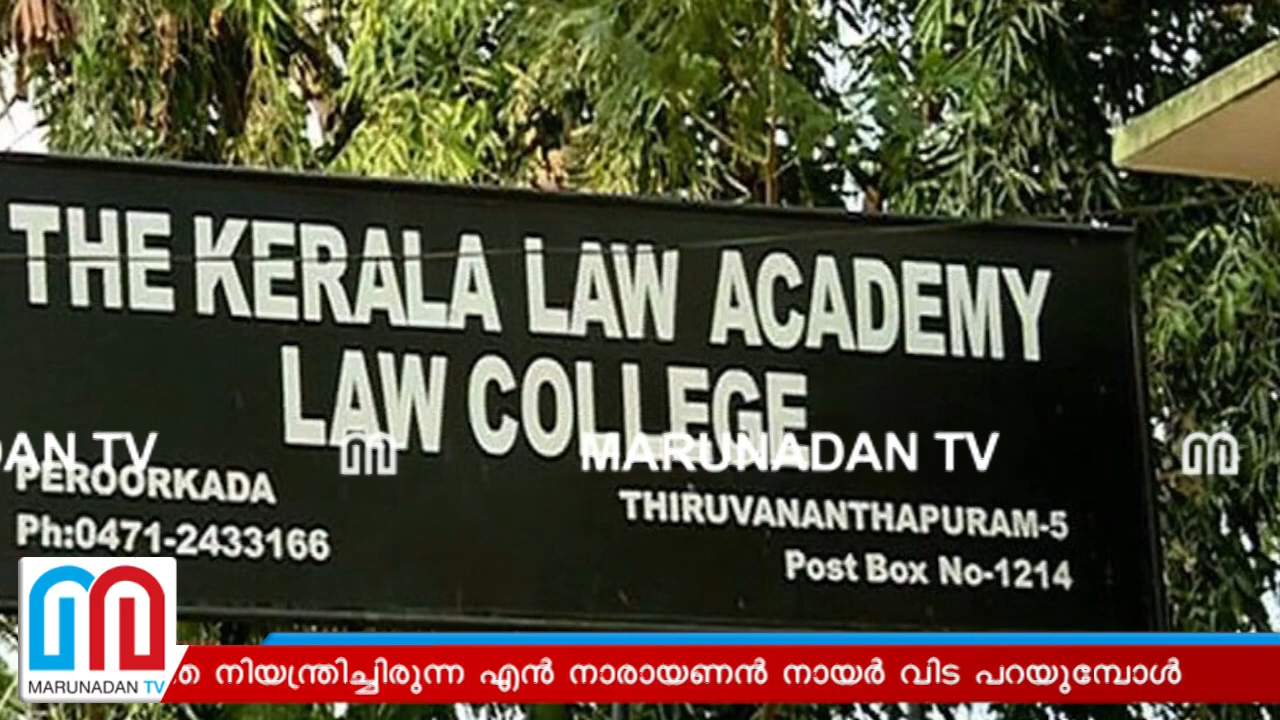 THE KERALA LAW ACADEMY
LAW COLLEGE
MARUNADAN TV
PEROORKADA
THIRUVANANTHAPURAM-5
Ph:0471-2433166
Post Box No-1214
MARUNADAN TV
നിയന്ത്രിച്ചിരുന്ന എൻ നാരായണൻ നായർ വിട പറയുമ്പോൾ